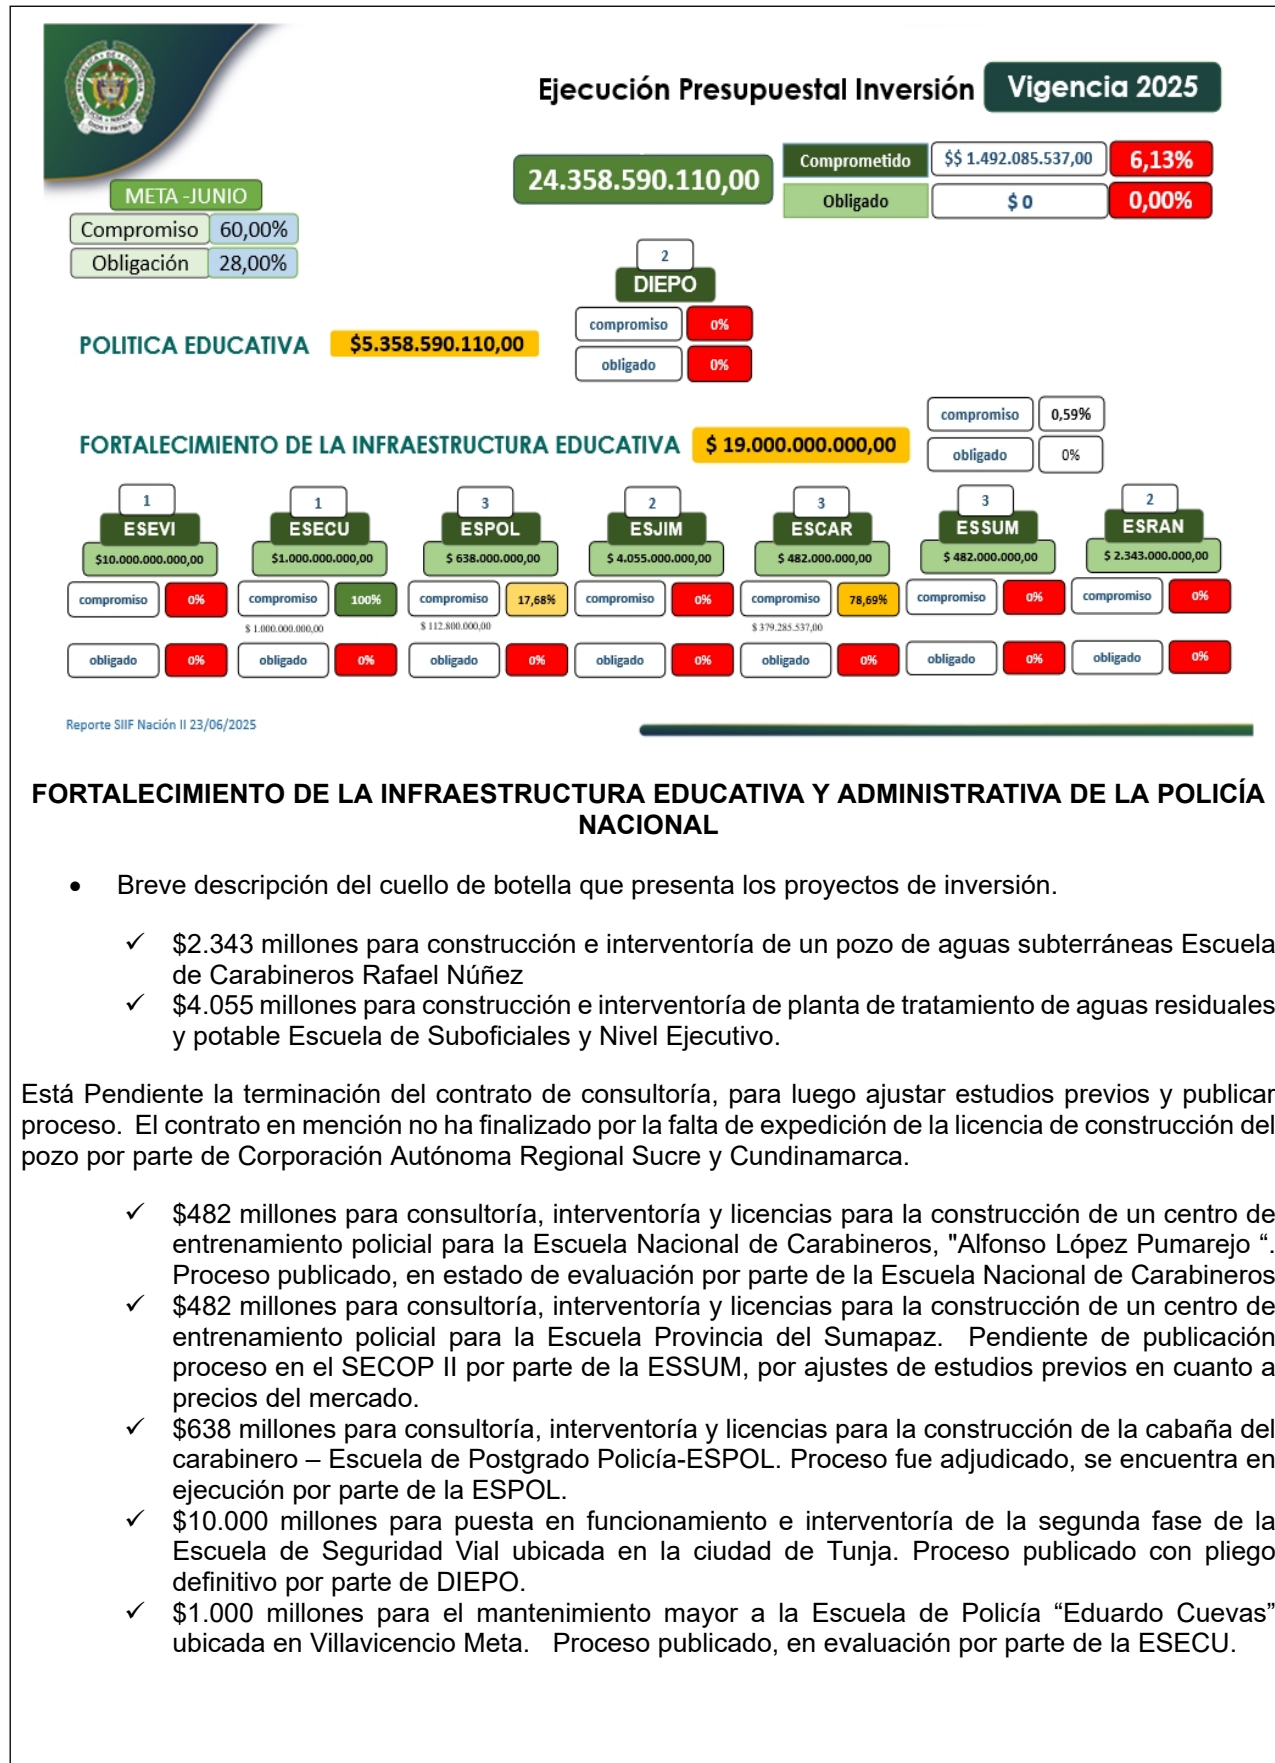 Ejecución Presupuestal Inversión Vigencia 2025
24.358.590.110,00
Comprometido $$ 1.492.085.537,00 6,13%
Obligado $ 0 0,00%
META -JUNIO
Compromiso 60,00%
Obligación 28,00%
2
DIEPO
compromiso 0%
obligado 0%
POLITICA EDUCATIVA $5.358.590.110,00
compromiso 0,59%
obligado 0%
FORTALECIMIENTO DE LA INFRAESTRUCTURA EDUCATIVA $ 19.000.000.000,00
1 1 3 2 3 3 2
ESEVI ESECU ESPOL ESJIM ESCAR ESSUM ESRAN
$10.000.000.000,00 $1.000.000.000,00 $ 638.000.000,00 $ 4.055.000.000,00 $ 482.000.000,00 $ 482.000.000,00 $ 2.343.000.000,00
compromiso 0% compromiso 100% compromiso 17,68% compromiso 0% compromiso 78,69% compromiso 0% compromiso 0%
$ 1.000.000.000,00 $ 112.800.000,00 $ 379.285.537,00
obligado 0% obligado 0% obligado 0% obligado 0% obligado 0% obligado 0% obligado 0%
Reporte SIIF Nación II 23/06/2025
FORTALECIMIENTO DE LA INFRAESTRUCTURA EDUCATIVA Y ADMINISTRATIVA DE LA POLICÍA
NACIONAL
• Breve descripción del cuello de botella que presenta los proyectos de inversión.
✓ $2.343 millones para construcción e interventoría de un pozo de aguas subterráneas Escuela
de Carabineros Rafael Núñez
✓ $4.055 millones para construcción e interventoría de planta de tratamiento de aguas residuales
y potable Escuela de Suboficiales y Nivel Ejecutivo.
Está Pendiente la terminación del contrato de consultoría, para luego ajustar estudios previos y publicar
proceso. El contrato en mención no ha finalizado por la falta de expedición de la licencia de construcción del
pozo por parte de Corporación Autónoma Regional Sucre y Cundinamarca.
✓ $482 millones para consultoría, interventoría y licencias para la construcción de un centro de
entrenamiento policial para la Escuela Nacional de Carabineros, "Alfonso López Pumarejo “.
Proceso publicado, en estado de evaluación por parte de la Escuela Nacional de Carabineros
✓ $482 millones para consultoría, interventoría y licencias para la construcción de un centro de
entrenamiento policial para la Escuela Provincia del Sumapaz. Pendiente de publicación
proceso en el SECOP II por parte de la ESSUM, por ajustes de estudios previos en cuanto a
precios del mercado.
✓ $638 millones para consultoría, interventoría y licencias para la construcción de la cabaña del
carabinero – Escuela de Postgrado Policía-ESPOL. Proceso fue adjudicado, se encuentra en
ejecución por parte de la ESPOL.
✓ $10.000 millones para puesta en funcionamiento e interventoría de la segunda fase de la
Escuela de Seguridad Vial ubicada en la ciudad de Tunja. Proceso publicado con pliego
definitivo por parte de DIEPO.
✓ $1.000 millones para el mantenimiento mayor a la Escuela de Policía “Eduardo Cuevas”
ubicada en Villavicencio Meta. Proceso publicado, en evaluación por parte de la ESECU.